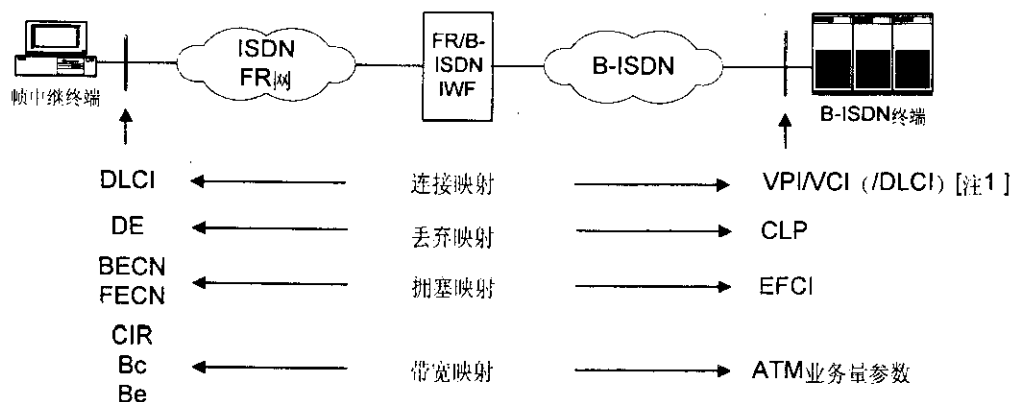 ISDN
FR网
FR/B-
ISDN
IWF
B-ISDN
帧中继终端
B-ISDN终端
DLCI
连接映射
VPI/VCI（/DLCI）[注1 ]
DE
丢弃映射
CLP
BECN
FECN
拥塞映射
EFCI
CIR
Bc
Be
带宽映射
ATM业务量参数